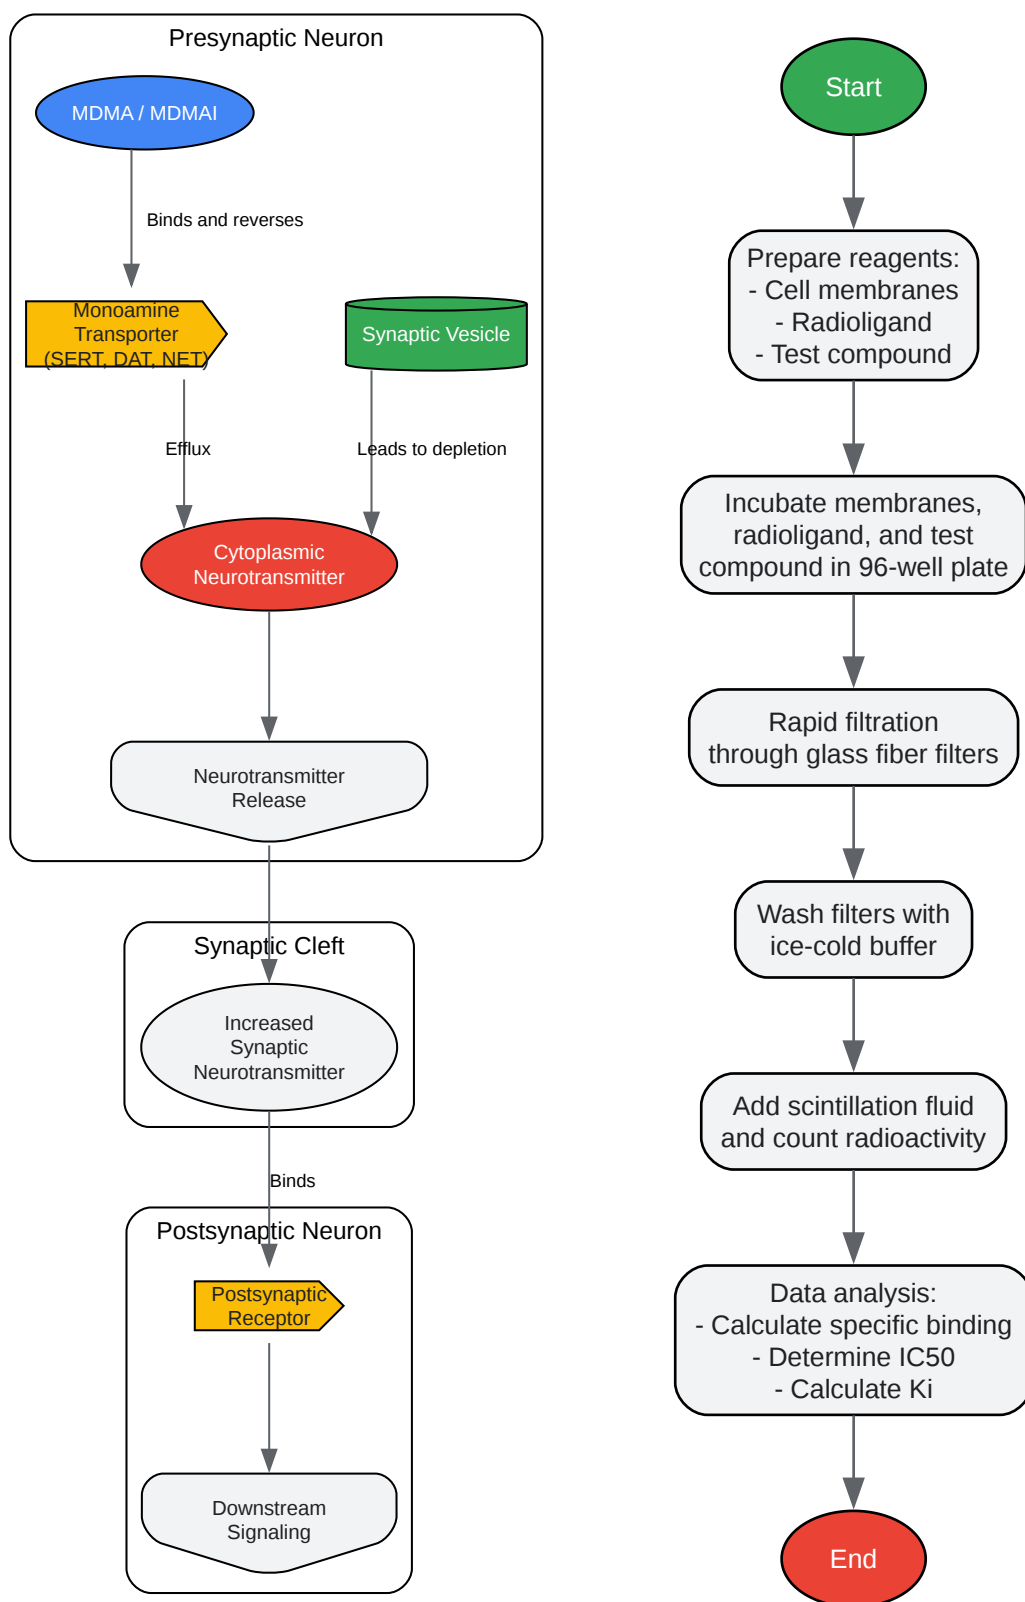 Presynaptic Neuron
MDMA / MDMAI
Binds and reverses
Monoamine
Transporter
(SERT, DAT, NET)
Synaptic Vesicle
Efflux
Leads to depletion
Cytoplasmic
Neurotransmitter
Neurotransmitter
Release
Synaptic Cleft
Increased
Synaptic
Neurotransmitter
Binds
Postsynaptic Neuron
Postsynaptic
Receptor
Downstream
Signaling
Start
Prepare reagents:
- Cell membranes
- Radioligand
- Test compound
Incubate membranes,
radioligand, and test
compound in 96-well plate
Rapid filtration
through glass fiber filters
Wash filters with
ice-cold buffer
Add scintillation fluid
and count radioactivity
Data analysis:
- Calculate specific binding
- Determine IC50
- Calculate Ki
End